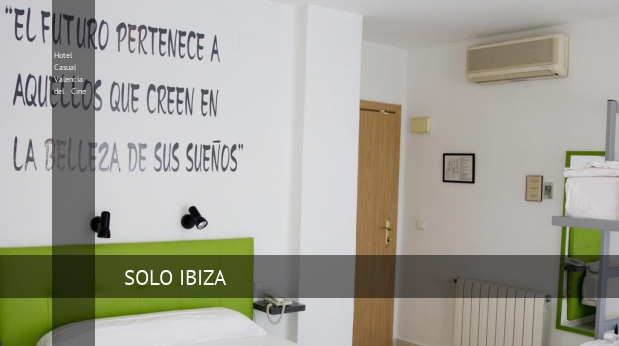 "EL FUTURO PERTENECE A
AQUELLOS QUE CREEN EN
LA BELLEZA DE SUS SUEÑOS"
Hotel
Casual
Valencia
del Cine
SOLO IBIZA